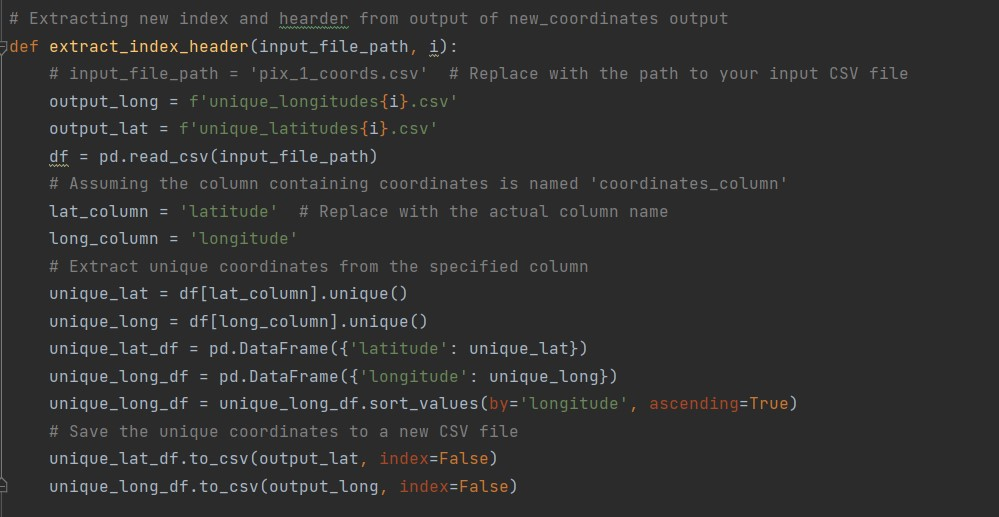 # Extracting new index and hearder from output of new_coordinates output
def extract_index_header(input_file_path, i):
    # input_file_path = 'pix_1_coords.csv'  # Replace with the path to your input CSV file
    output_long = f'unique_longitudes{i}.csv'
    output_lat = f'unique_latitudes{i}.csv'
    df = pd.read_csv(input_file_path)
    # Assuming the column containing coordinates is named 'coordinates_column'
    lat_column = 'latitude'  # Replace with the actual column name
    long_column = 'longitude'
    # Extract unique coordinates from the specified column
    unique_lat = df[lat_column].unique()
    unique_long = df[long_column].unique()
    unique_lat_df = pd.DataFrame({'latitude': unique_lat})
    unique_long_df = pd.DataFrame({'longitude': unique_long})
    unique_long_df = unique_long_df.sort_values(by='longitude', ascending=True)
    # Save the unique coordinates to a new CSV file
    unique_lat_df.to_csv(output_lat, index=False)
    unique_long_df.to_csv(output_long, index=False)